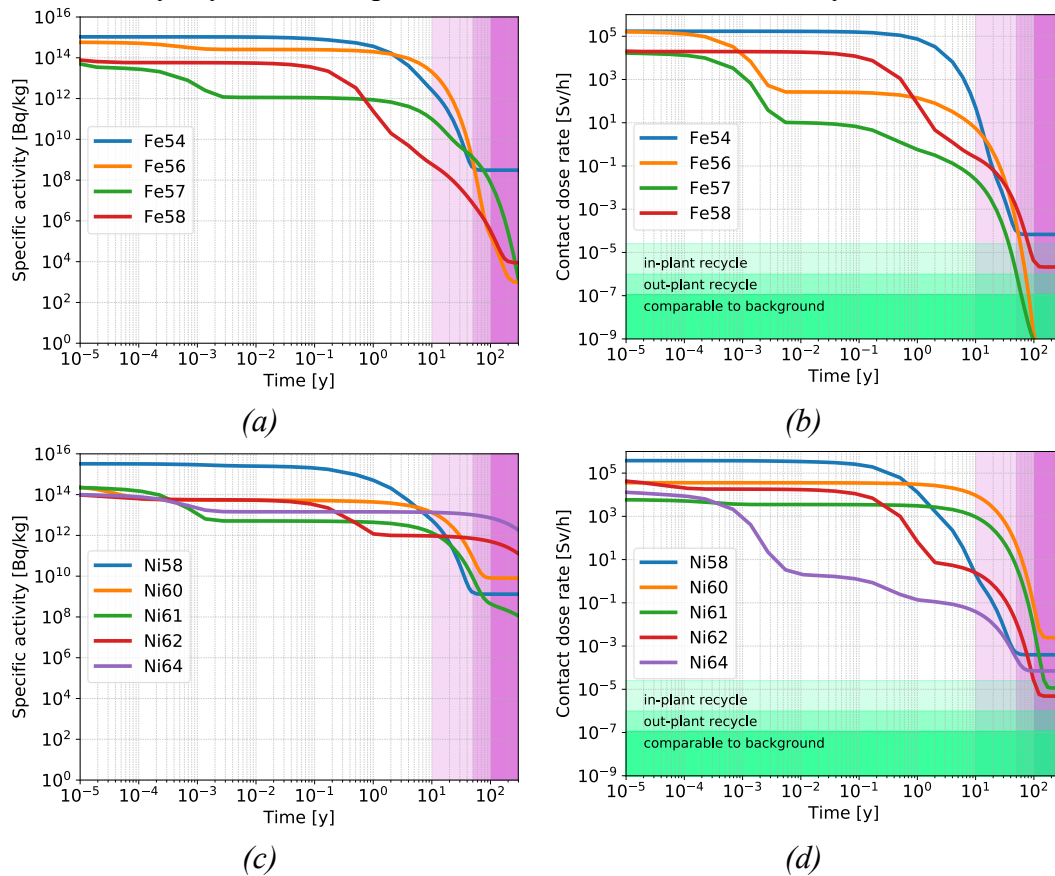 10^16
10^14
10^12
10^10
10^8
10^6
10^4
10^2
10^0
Specific activity [Bq/kg]
Fe54
Fe56
Fe57
Fe58
10^-5 10^-4 10^-3 10^-2 10^-1 10^0 10^1 10^2
Time [y]
(a)
10^5
10^3
10^1
10^-1
10^-3
10^-5
10^-7
10^-9
Contact dose rate [Sv/h]
Fe54
Fe56
Fe57
Fe58
in-plant recycle
out-plant recycle
comparable to background
10^-5 10^-4 10^-3 10^-2 10^-1 10^0 10^1 10^2
Time [y]
(b)
10^16
10^14
10^12
10^10
10^8
10^6
10^4
10^2
10^0
Specific activity [Bq/kg]
Ni58
Ni60
Ni61
Ni62
Ni64
10^-5 10^-4 10^-3 10^-2 10^-1 10^0 10^1 10^2
Time [y]
(c)
10^5
10^3
10^1
10^-1
10^-3
10^-5
10^-7
10^-9
Contact dose rate [Sv/h]
Ni58
Ni60
Ni61
Ni62
Ni64
in-plant recycle
out-plant recycle
comparable to background
10^-5 10^-4 10^-3 10^-2 10^-1 10^0 10^1 10^2
Time [y]
(d)